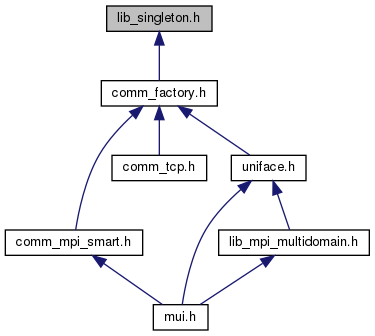 lib_singleton.h
comm_factory.h
comm_tcp.h
uniface.h
comm_mpi_smart.h
lib_mpi_multidomain.h
mui.h